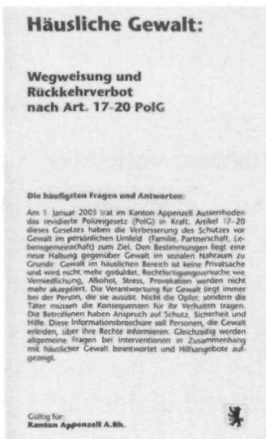 Häusliche Gewalt:
Wegweisung und
Rückkehrverbot
nach Art. 17-20 PolG
Die häufigsten Fragen und Antworten:
Am 1. Januar 2003 trat im Kanton Appenzell Ausserrhoden
das revidierte Polizeigesetz (PolG) in Kraft. Artikel 17-20
dieses Gesetzes haben die Verbesserung des Schutzes vor
Gewalt im persönlichen Umfeld (Familie, Partnerschaft, Le-
bensgemeinschaft) zum Ziel. Den Bestimmungen liegt eine
neue Haltung gegenüber Gewalt im sozialen Nahraum zu
Grunde: Gewalt im häuslichen Bereich ist keine Privatsache
und wird nicht mehr geduldet. Rechtfertigungsversuche wie
Verniedlichung, Alkohol, Stress, Provokation werden nicht
mehr akzeptiert. Die Verantwortung für Gewalt liegt immer
bei der Person, die sie ausübt. Nicht die Opfer, sondern die
Täter müssen die Konsequenzen für ihr Verhalten tragen.
Die Betroffenen haben Anspruch auf Schutz, Sicherheit und
Hilfe. Diese Informationsbroschüre soll Personen, die Gewalt
erleiden, über ihre Rechte informieren. Gleichzeitig werden
allgemeine Fragen bei Interventionen in Zusammenhang
mit häuslicher Gewalt beantwortet und Hilfsangebote auf-
gezeigt.
Gültig für:
Kanton Appenzell A.Rh.